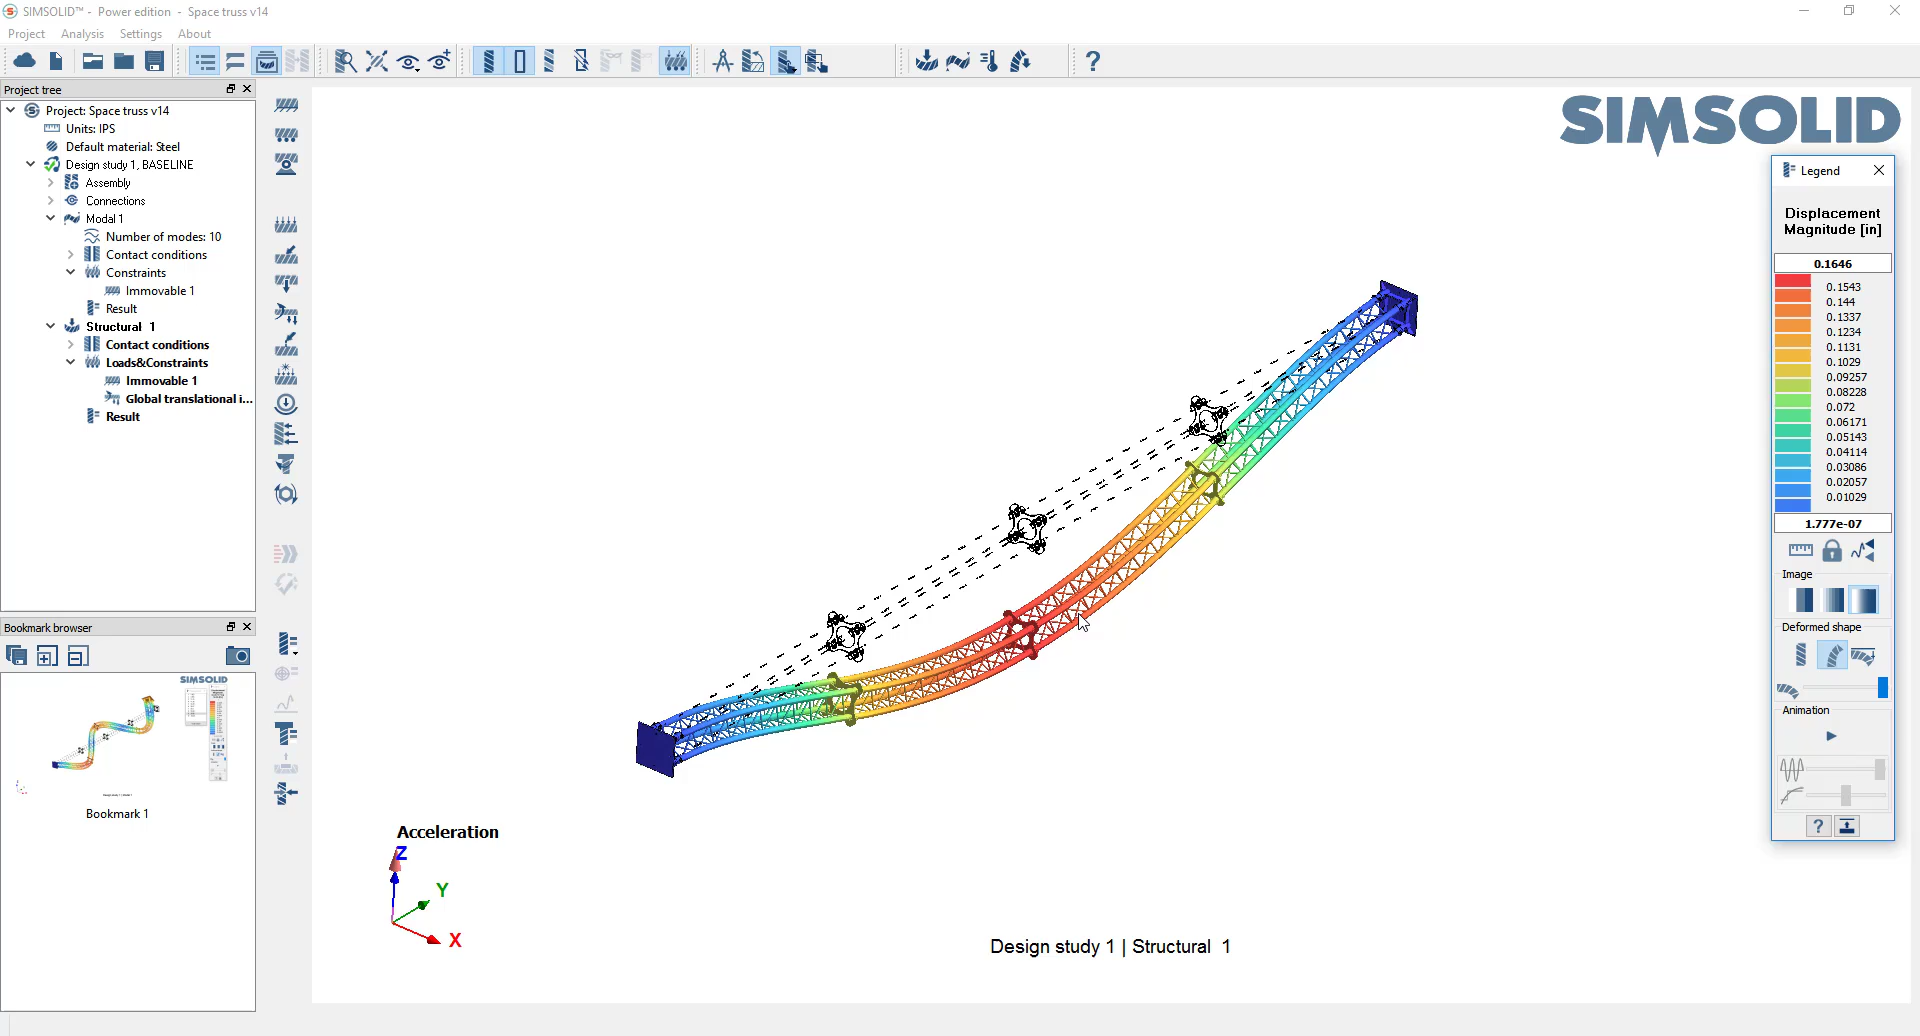 SIMSOLID™ - Power edition - Space truss v14
Project Analysis Settings About
Project tree
Project: Space truss v14
Units: IPS
Default material: Steel
Design study 1, BASELINE
Assembly
Connections
Modal 1
Number of modes: 10
Contact conditions
Constraints
Immovable 1
Result
Structural 1
Contact conditions
Loads&Constraints
Immovable 1
Global translational i...
Result
Bookmark browser
SIMSOLID
Bookmark 1
SIMSOLID
Legend
Displacement
Magnitude [in]
0.1646
0.1543
0.144
0.1337
0.1234
0.1131
0.1029
0.09257
0.08228
0.072
0.06171
0.05143
0.04114
0.03086
0.02057
0.01029
1.777e-07
Image
Deformed shape
Animation
?
Acceleration
Z
Y
X
Design study 1 | Structural 1